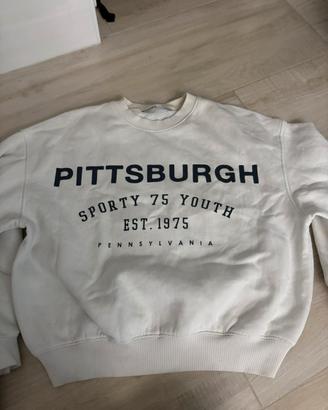 PITTSBURGH
SPORTY 75 YOUTH
EST. 1975
PENNSYLVANIA